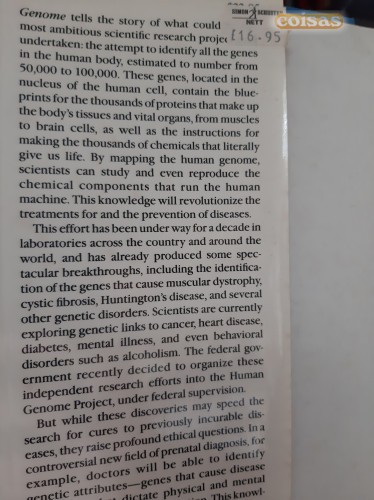 Genome tells the story of what could
most ambitious scientific research proje
undertaken: the attempt to identify all the genes
in the human body, estimated to number from
50,000 to 100,000. These genes, located in the
nucleus of the human cell, contain the blue-
prints for the thousands of proteins that make up
the body's tissues and vital organs, from muscles
to brain cells, as well as the instructions for
making the thousands of chemicals that literally
give us life. By mapping the human genome,
scientists can study and even reproduce the
chemical components that run the human
machine. This knowledge will revolutionize the
treatments for and the prevention of diseases.
This effort has been under way for a decade in
laboratories across the country and around the
world, and has already produced some spec-
tacular breakthroughs, including the identifica-
tion of the genes that cause muscular dystrophy,
cystic fibrosis, Huntington's disease, and several
other genetic disorders. Scientists are currently
exploring genetic links to cancer, heart disease,
diabetes, mental illness, and even behavioral
disorders such as alcoholism. The federal gov-
ernment recently decided to organize these
independent research efforts into the Human
Genome Project, under federal supervision.
But while these discoveries may speed the
search for cures to previously incurable dis-
eases, they raise profound ethical questions. In a
controversial new field of prenatal diagnosis, for
example, doctors will be able to identify
genetic attributes—genes that cause disease
dictate physical and mental
This knowl
SIMON
NETT
£16.95
coisas